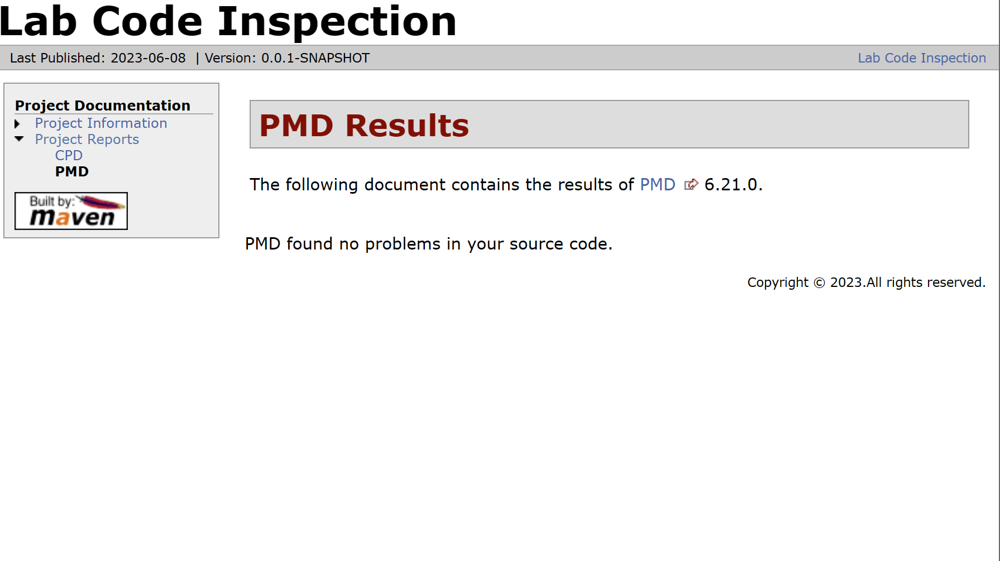 Lab Code Inspection
Last Published: 2023-06-08 | Version: 0.0.1-SNAPSHOT
Lab Code Inspection
Project Documentation
Project Information
Project Reports
CPD
PMD
Built by:
maven
PMD Results
The following document contains the results of PMD 6.21.0.
PMD found no problems in your source code.
Copyright © 2023.All rights reserved.